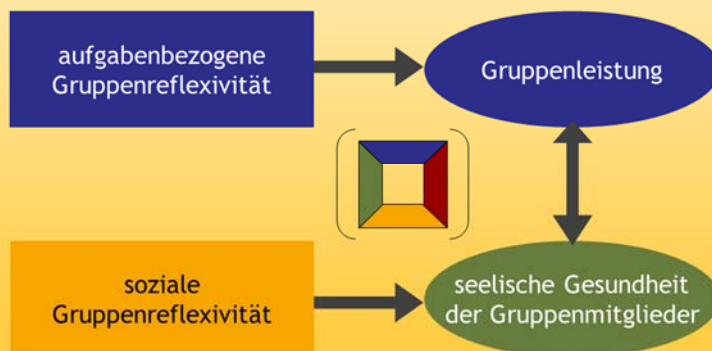 aufgabenbezogene
Gruppenreflexivität
Gruppenleistung
soziale
Gruppenreflexivität
seelische Gesundheit
der Gruppenmitglieder